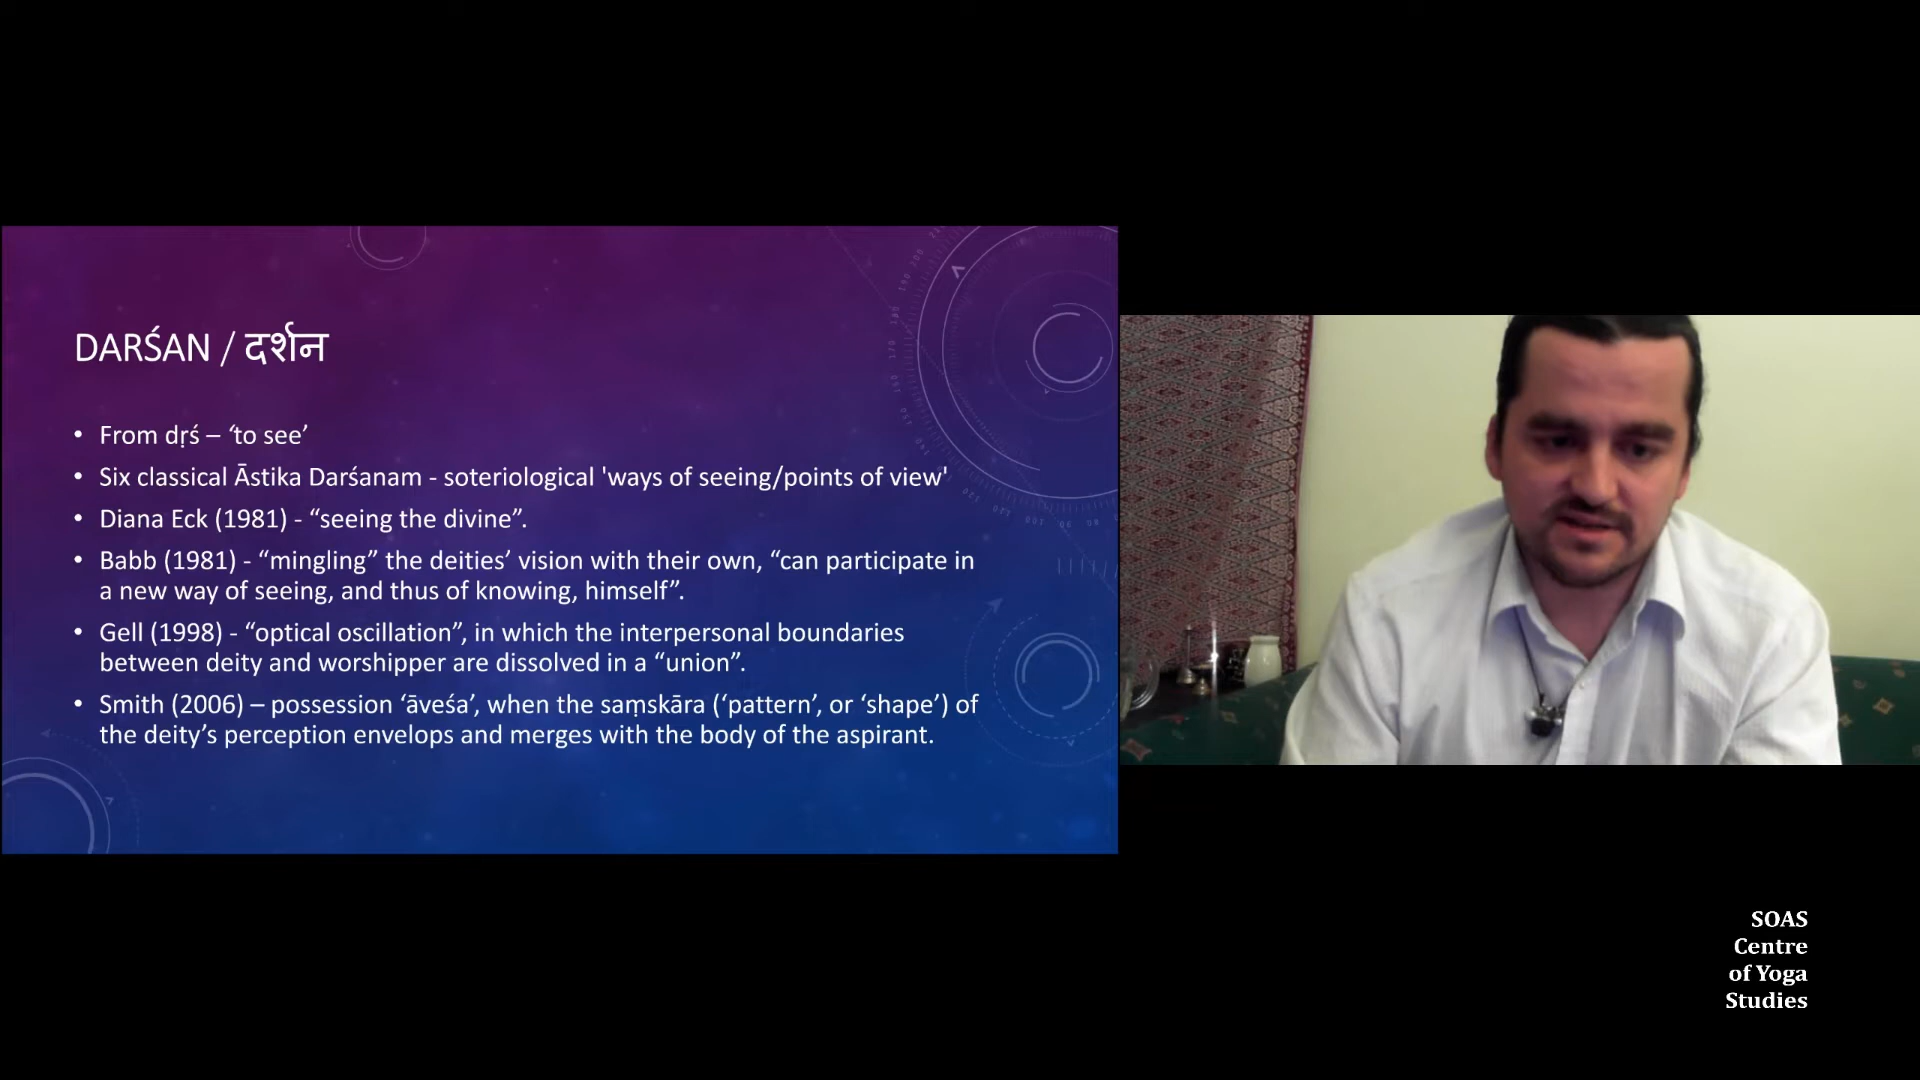 DARŚAN / दर्शन
• From dṛś – ‘to see’
• Six classical Āstika Darśanam - soteriological 'ways of seeing/points of view'
• Diana Eck (1981) - “seeing the divine”.
• Babb (1981) - “mingling” the deities’ vision with their own, “can participate in
a new way of seeing, and thus of knowing, himself”.
• Gell (1998) - “optical oscillation”, in which the interpersonal boundaries
between deity and worshipper are dissolved in a “union”.
• Smith (2006) – possession ‘āveśa’, when the saṃskāra (‘pattern’, or ‘shape’) of
the deity’s perception envelops and merges with the body of the aspirant.
SOAS
Centre
of Yoga
Studies